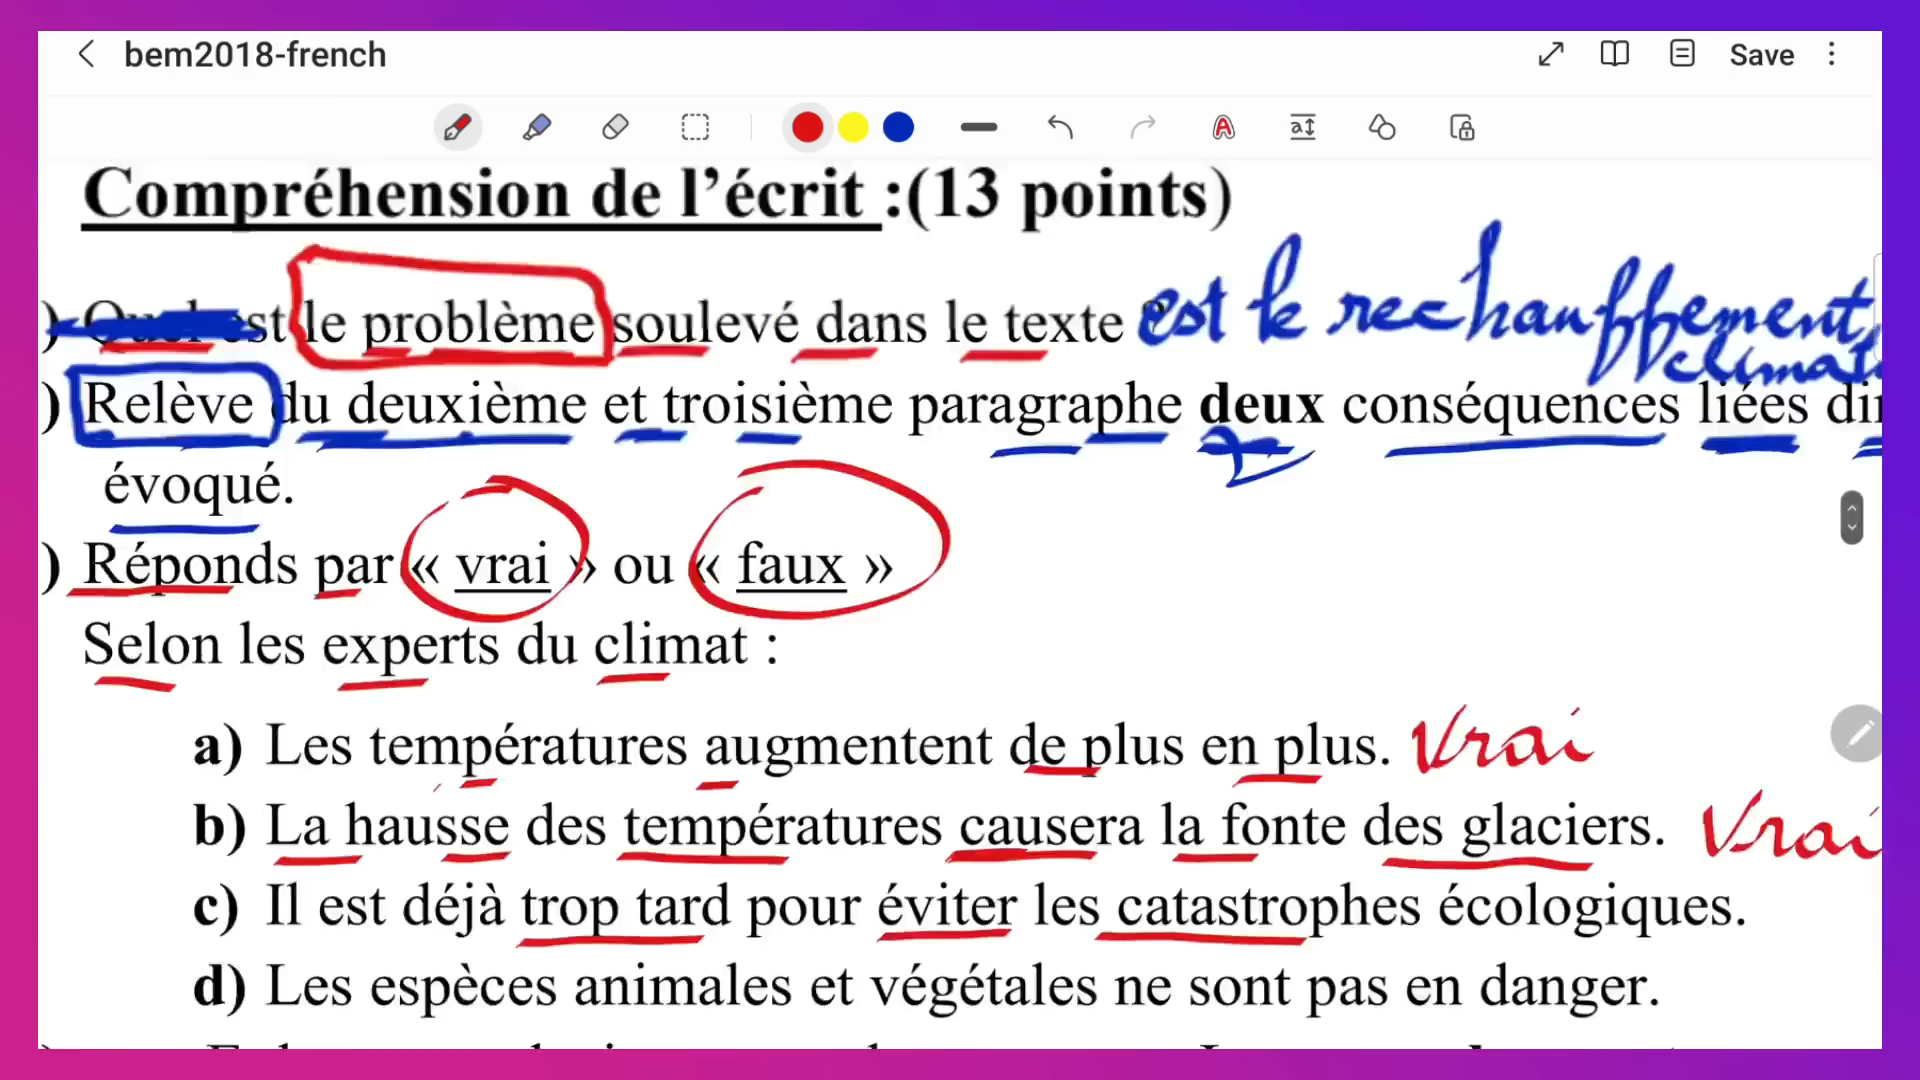 bem2018-french
Save
Compréhension de l’écrit :(13 points)
est le rechauffement
) Quel est le problème soulevé dans le texte ?
climat
) Relève du deuxième et troisième paragraphe deux conséquences liées di
2
évoqué.
) Réponds par « vrai » ou « faux »
Selon les experts du climat :
a) Les températures augmentent de plus en plus. Vrai
b) La hausse des températures causera la fonte des glaciers. Vrai
c) Il est déjà trop tard pour éviter les catastrophes écologiques.
d) Les espèces animales et végétales ne sont pas en danger.